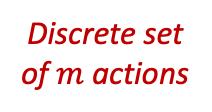 Discrete set
of m actions